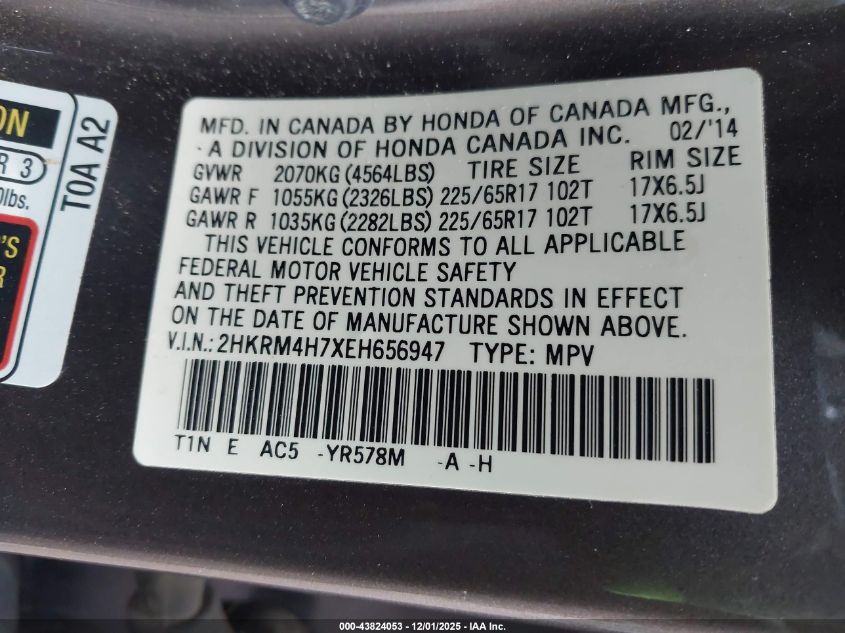 ON
R 3
0lbs.
'S
R
T0A A2
MFD. IN CANADA BY HONDA OF CANADA MFG.,
- A DIVISION OF HONDA CANADA INC. 02/'14
GVWR 2070KG (4564LBS) TIRE SIZE RIM SIZE
GAWR F 1055KG (2326LBS) 225/65R17 102T 17X6.5J
GAWR R 1035KG (2282LBS) 225/65R17 102T 17X6.5J
THIS VEHICLE CONFORMS TO ALL APPLICABLE
FEDERAL MOTOR VEHICLE SAFETY
AND THEFT PREVENTION STANDARDS IN EFFECT
ON THE DATE OF MANUFACTURE SHOWN ABOVE.
V.I.N.: 2HKRM4H7XEH656947 TYPE: MPV
T1N E AC5 -YR578M -A -H
000-43824053 - 12/01/2025 - IAA Inc.